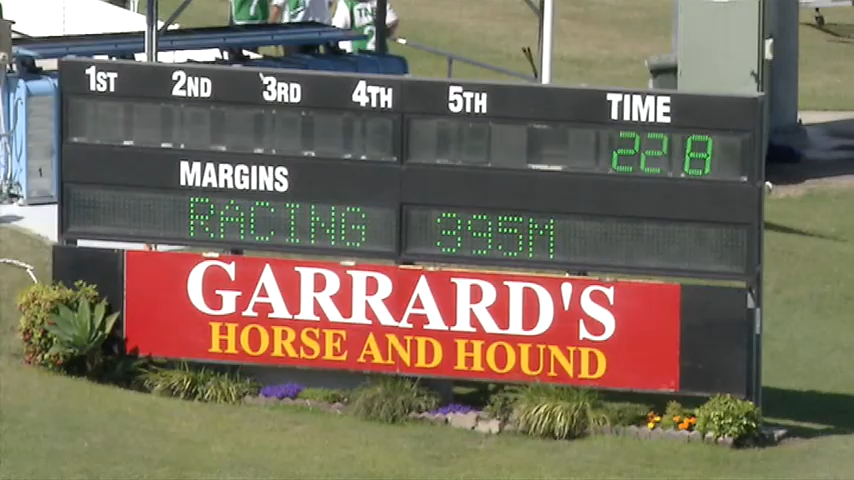 1ST 2ND 3RD 4TH 5TH TIME
22 8
MARGINS
RACING 395M
GARRARD'S
HORSE AND HOUND